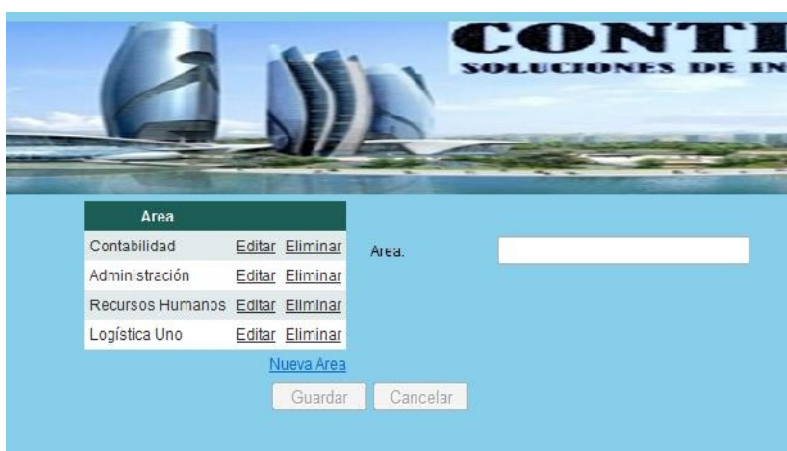 CONTI
SOLUCIONES DE IN
Area
Contabilidad Editar Eliminar
Administración Editar Eliminar
Recursos Humanos Editar Eliminar
Logística Uno Editar Eliminar
Area:
Nueva Area
Guardar Cancelar